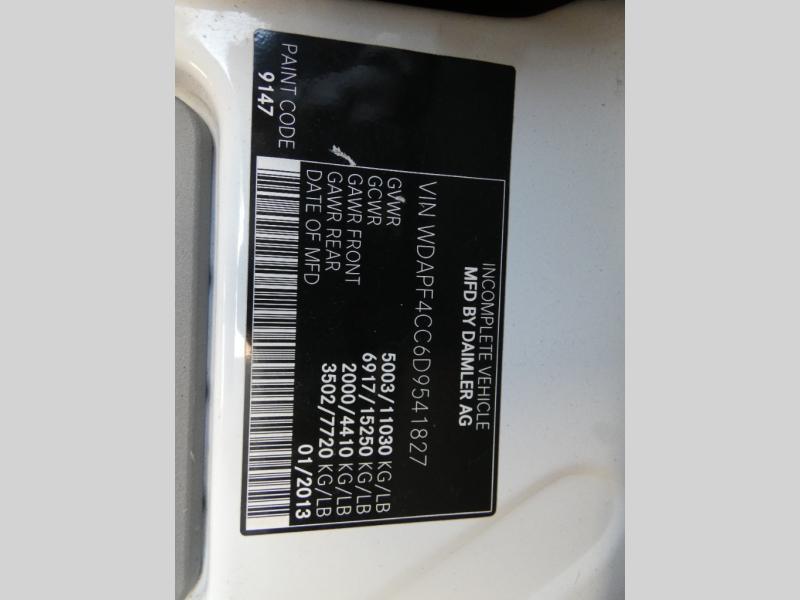 PAINT CODE
9147
INCOMPLETE VEHICLE
MFD BY DAIMLER AG
VIN WDAPF4CC6D9541827
GVWR 5003/11030 KG/LB
GCWR 6917/15250 KG/LB
GAWR FRONT 2000/4410 KG/LB
GAWR REAR 3502/7720 KG/LB
DATE OF MFD 01/2013